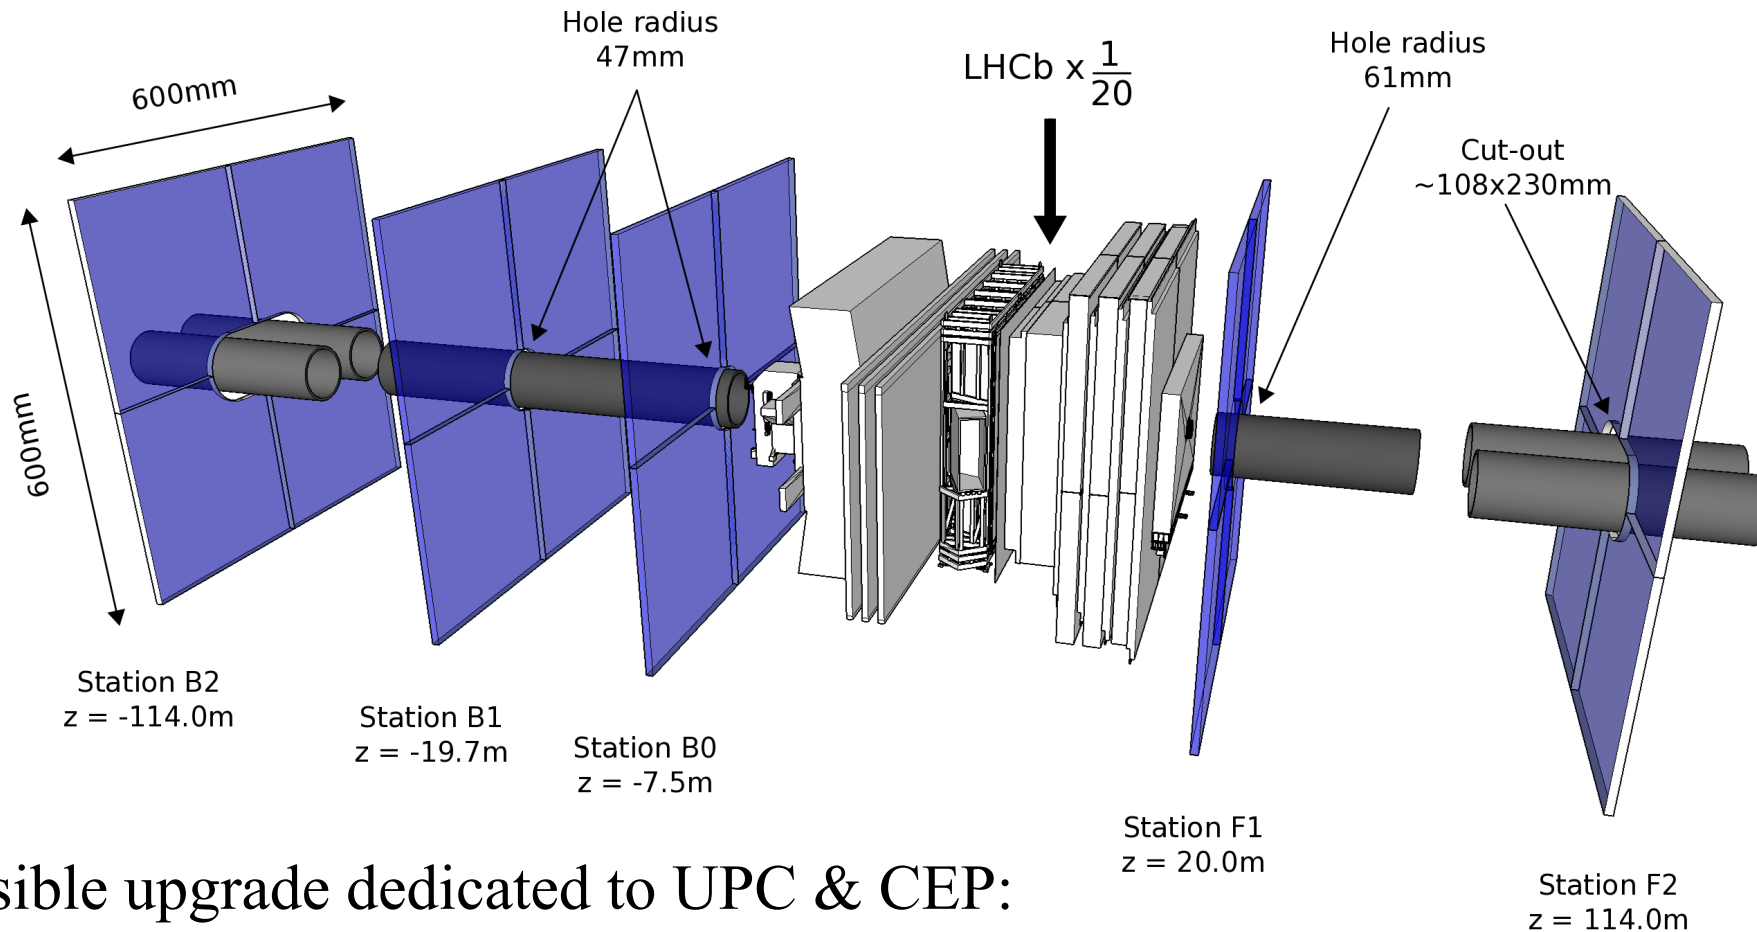 Hole radius
47mm
LHCb x 1/20
Hole radius
61mm
600mm
Cut-out
~108x230mm
600mm
Station B2
z = -114.0m
Station B1
z = -19.7m
Station B0
z = -7.5m
Station F1
z = 20.0m
Station F2
z = 114.0m
sible upgrade dedicated to UPC & CEP: